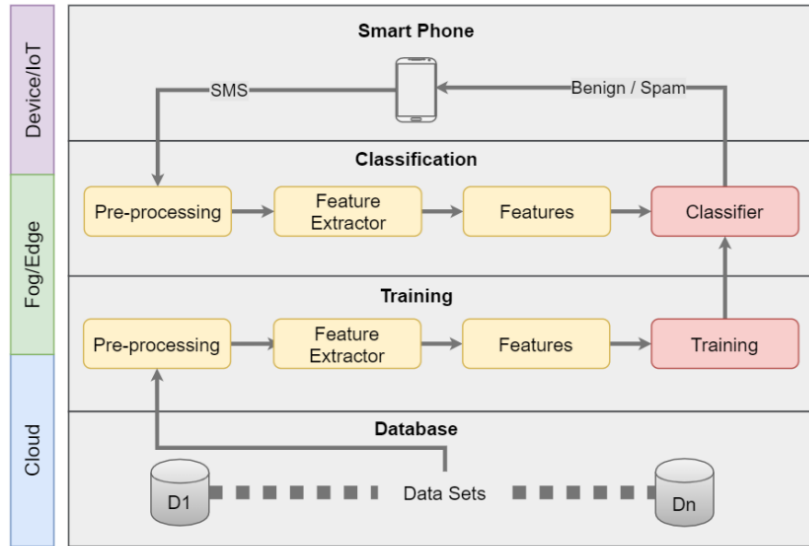 Device/IoT
Fog/Edge
Cloud
Smart Phone
SMS
Benign / Spam
Classification
Pre-processing
Feature
Extractor
Features
Classifier
Training
Pre-processing
Feature
Extractor
Features
Training
Database
D1
Data Sets
Dn